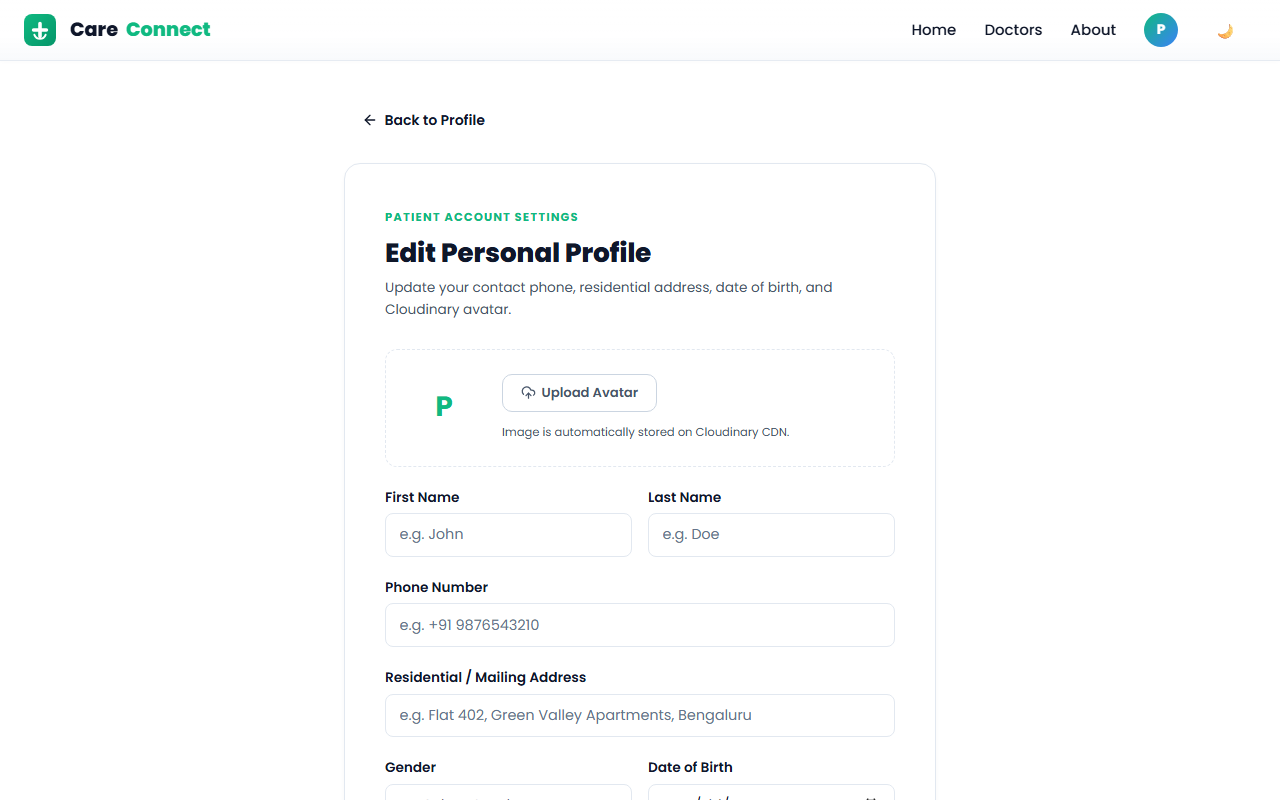 Care Connect
Home Doctors About P
Back to Profile
PATIENT ACCOUNT SETTINGS
Edit Personal Profile
Update your contact phone, residential address, date of birth, and
Cloudinary avatar.
P
Upload Avatar
Image is automatically stored on Cloudinary CDN.
First Name Last Name
e.g. John e.g. Doe
Phone Number
e.g. +91 9876543210
Residential / Mailing Address
e.g. Flat 402, Green Valley Apartments, Bengaluru
Gender Date of Birth